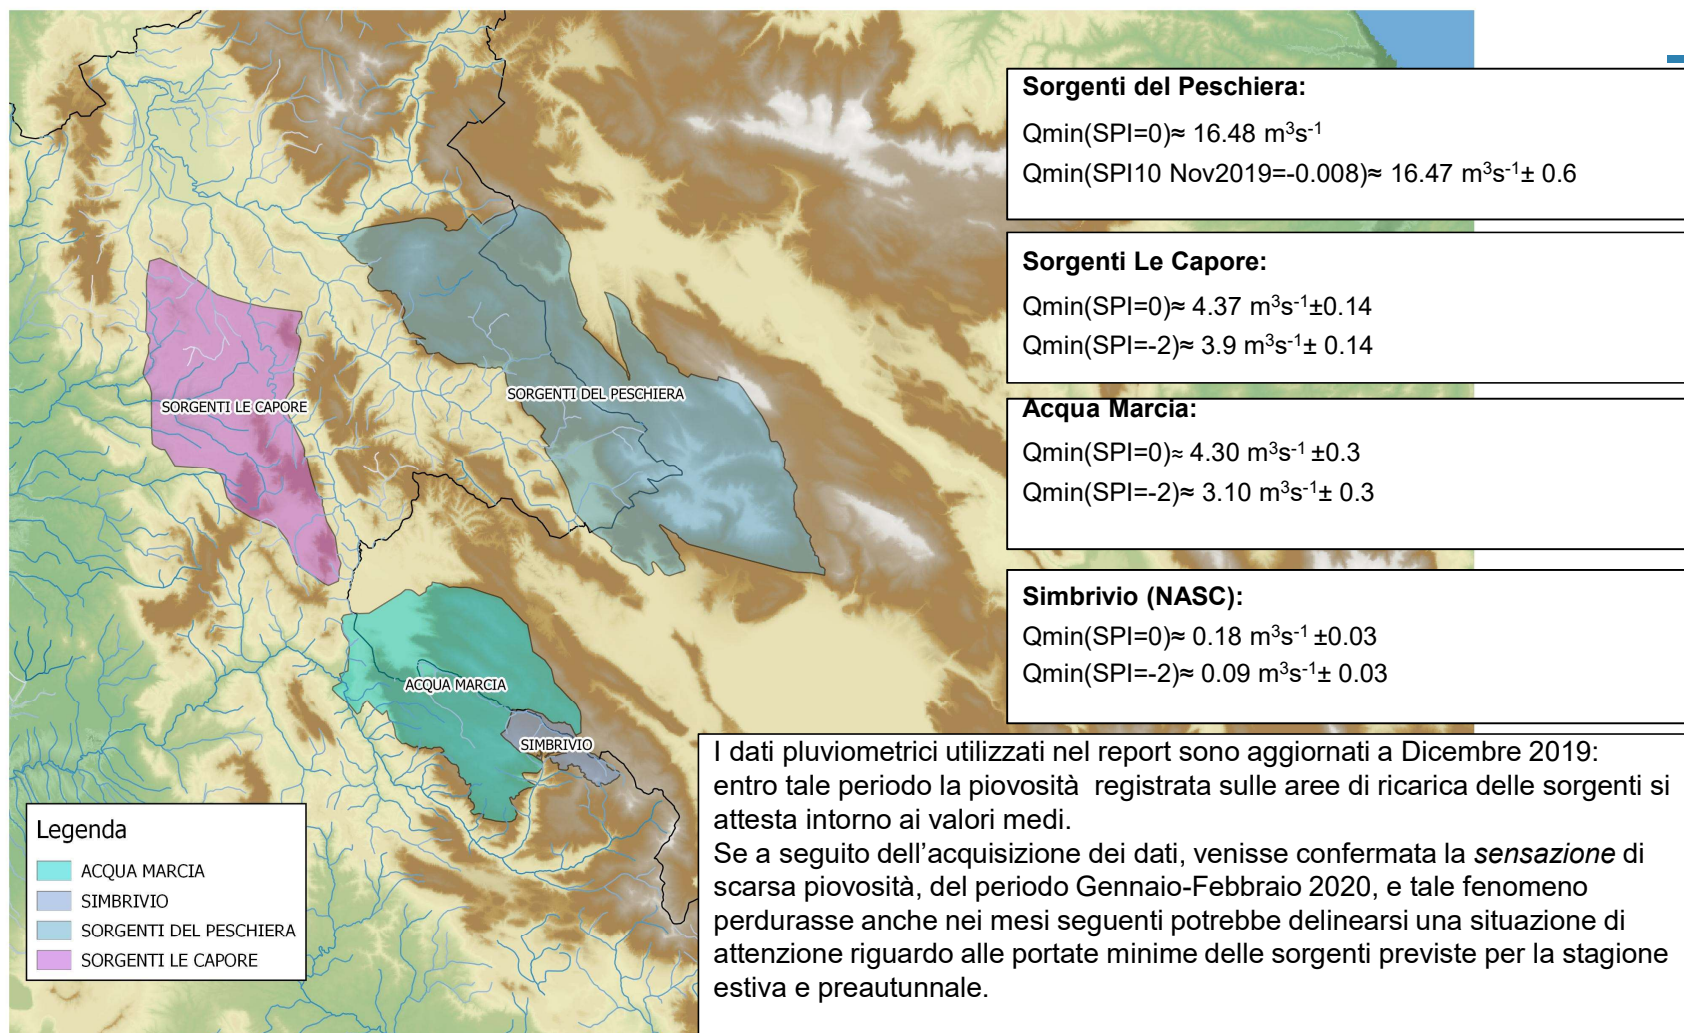 Sorgenti del Peschiera:
Qmin(SPI=0)≈ 16.48 m³s⁻¹
Qmin(SPI10 Nov2019=-0.008)≈ 16.47 m³s⁻¹± 0.6
Sorgenti Le Capore:
Qmin(SPI=0)≈ 4.37 m³s⁻¹±0.14
Qmin(SPI=-2)≈ 3.9 m³s⁻¹± 0.14
Acqua Marcia:
Qmin(SPI=0)≈ 4.30 m³s⁻¹ ±0.3
Qmin(SPI=-2)≈ 3.10 m³s⁻¹± 0.3
Simbrivio (NASC):
Qmin(SPI=0)≈ 0.18 m³s⁻¹ ±0.03
Qmin(SPI=-2)≈ 0.09 m³s⁻¹± 0.03
SORGENTI DEL PESCHIERA
SORGENTI LE CAPORE
ACQUA MARCIA
SIMBRIVIO
I dati pluviometrici utilizzati nel report sono aggiornati a Dicembre 2019:
entro tale periodo la piovosità  registrata sulle aree di ricarica delle sorgenti si
attesta intorno ai valori medi.
Se a seguito dell'acquisizione dei dati, venisse confermata la sensazione di
scarsa piovosità, del periodo Gennaio-Febbraio 2020, e tale fenomeno
perdurasse anche nei mesi seguenti potrebbe delinearsi una situazione di
attenzione riguardo alle portate minime delle sorgenti previste per la stagione
estiva e preautunnale.
Legenda
ACQUA MARCIA
SIMBRIVIO
SORGENTI DEL PESCHIERA
SORGENTI LE CAPORE